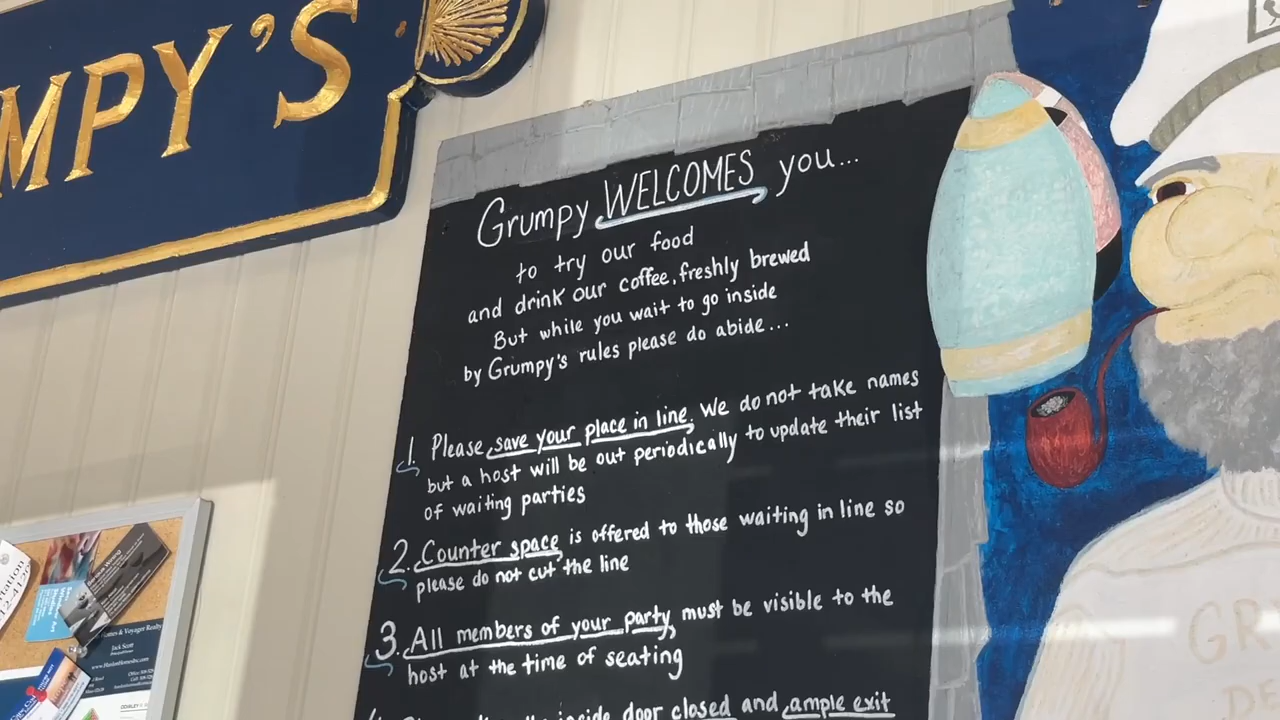 MPY'S
Grumpy WELCOMES you...
to try our food
and drink our coffee, freshly brewed
But while you wait to go inside
by Grumpy's rules please do abide...
1. Please save your place in line. We do not take names
but a host will be out periodically to update their list
of waiting parties
2. Counter space is offered to those waiting in line so
please do not cut the line
3. All members of your party must be visible to the
host at the time of seating
inside door closed and ample exit
GR
DE
Jack Scott